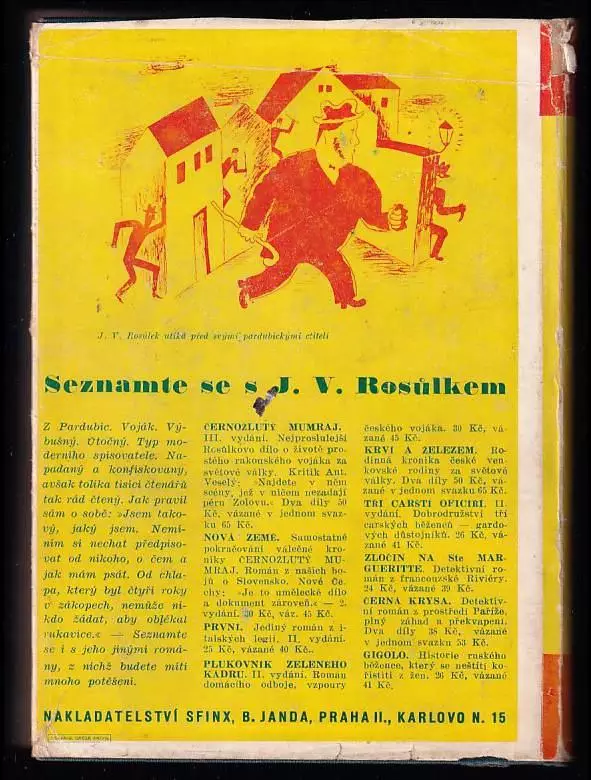 J. V. Rosůlek utíká před svými pardubickými ctiteli
Seznamte se s J. V. Rosůlkem
Z Pardubic. Voják. Vý-
bušný. Útočný. Typ mo-
derního spisovatele. Na-
padaný a konfiskovaný,
avšak tolika tisíci čtenářů
tak rád čtený. Jak pravil
sám o sobě: »Jsem tako-
vý, jaký jsem. Nemí-
ním si nechat předpiso-
vat od nikoho, o čem a
jak mám psát. Od chla-
pa, který byl čtyři roky
v zákopech, nemůže ni-
kdo žádat, aby oblékal
rukavice.« — Seznamte
se i s jeho jinými romá-
ny, z nichž budete míti
mnoho potěšení.
ČERNOŽLUTÝ MUMRAJ.
III. vydání. Nejproslulejší
Rosůlkovo dílo o životě pro-
stého rakouského vojáka za
světové války. Kritik Ant.
Veselý: »Najdete v něm
scény, jež v ničem nezadají
péru Zolovu.« Dva díly 50
Kč, vázané v jednom svaz-
ku 65 Kč.
NOVÁ ZEMĚ. Samostatné
pokračování válečné kro-
niky ČERNOŽLUTÝ MU-
MRAJ. Román z našich bo-
jů o Slovensko. Nové Če-
chy: »Je to umělecké dílo
a dokument zároveň.« — 2.
vydání. 30 Kč, váz. 45 Kč.
PRVNÍ. Jediný román z i-
talských legií. II. vydání.
25 Kč, vázané 40 Kč.
PLUKOVNÍK ZELENÉHO
KÁDRU. II. vydání. Román
domácího odboje, vzpoury
českého vojáka. 30 Kč, vá-
zané 45 Kč.
KRVÍ A ŽELEZEM. Ro-
dinná kronika české ven-
kovské rodiny za světové
války. Dva díly 50 Kč, vá-
zané v jednom svazku 65 Kč.
TŘI CARŠTÍ OFICÍŘI. II.
vydání. Dobrodružství tří
carských běženců — gardo-
vých důstojníků. 26 Kč, vá-
zané 41 Kč.
ZLOČIN NA Ste MAR-
GUERITTE. Detektivní ro-
mán z francouzské Riviéry.
24 Kč, vázané 39 Kč.
ČERNÁ KRYSA. Detektiv-
ní román z prostředí Paříže,
plný záhad a překvapení.
Dva díly 38 Kč, vázané
v jednom svazku 53 Kč.
GIGOLO. Historie ruského
běžence, který se neštítí ko-
řistiti z žen. 26 Kč, vázané
41 Kč.
NAKLADATELSTVÍ SFINX, B. JANDA, PRAHA II., KARLOVO N. 15